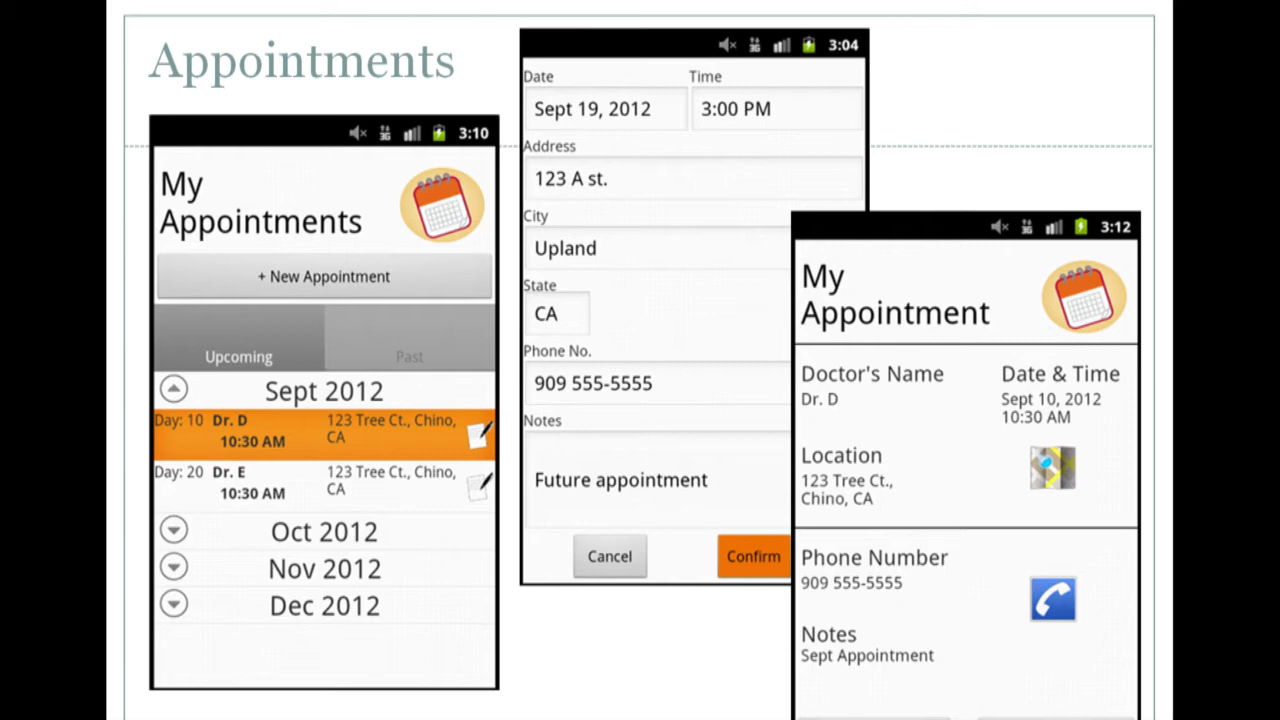 Appointments
3:10
My
Appointments
+ New Appointment
Upcoming
Past
Sept 2012
Day: 10 Dr. D 123 Tree Ct., Chino,
10:30 AM CA
Day: 20 Dr. E 123 Tree Ct., Chino,
10:30 AM CA
Oct 2012
Nov 2012
Dec 2012
3G
3G
3:04
Date Time
Sept 19, 2012 3:00 PM
Address
123 A st.
City
Upland
State
CA
Phone No.
909 555-5555
Notes
Future appointment
Cancel Confirm
3G
3:12
My
Appointment
Doctor's Name Date & Time
Dr. D Sept 10, 2012
10:30 AM
Location
123 Tree Ct.,
Chino, CA
Phone Number
909 555-5555
Notes
Sept Appointment